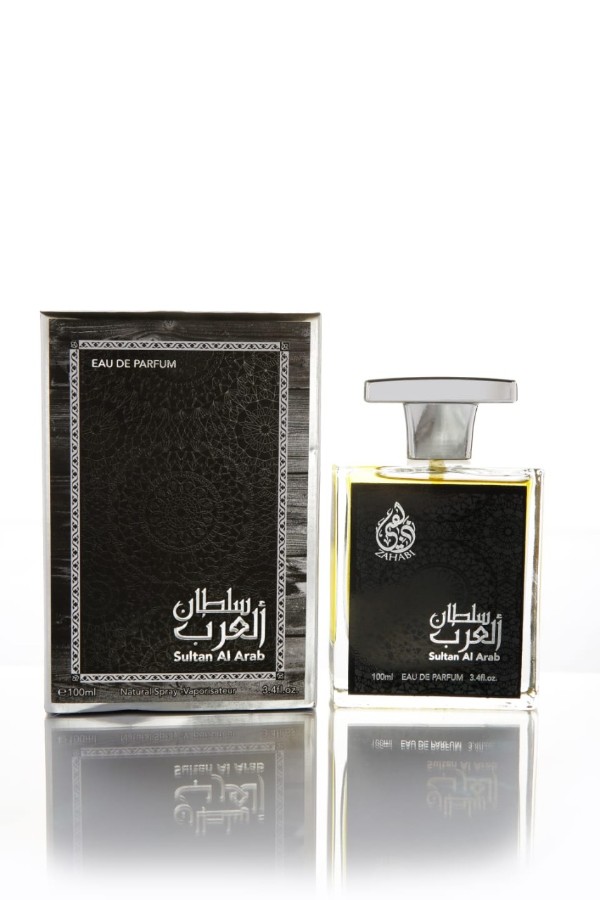 EAU DE PARFUM
سلطان
العرب
Sultan Al Arab
℮100ml Natural Spray Vaporisateur 3.4fl.oz.
ZAHABI
سلطان
العرب
Sultan Al Arab
100ml EAU DE PARFUM 3.4fl.oz.